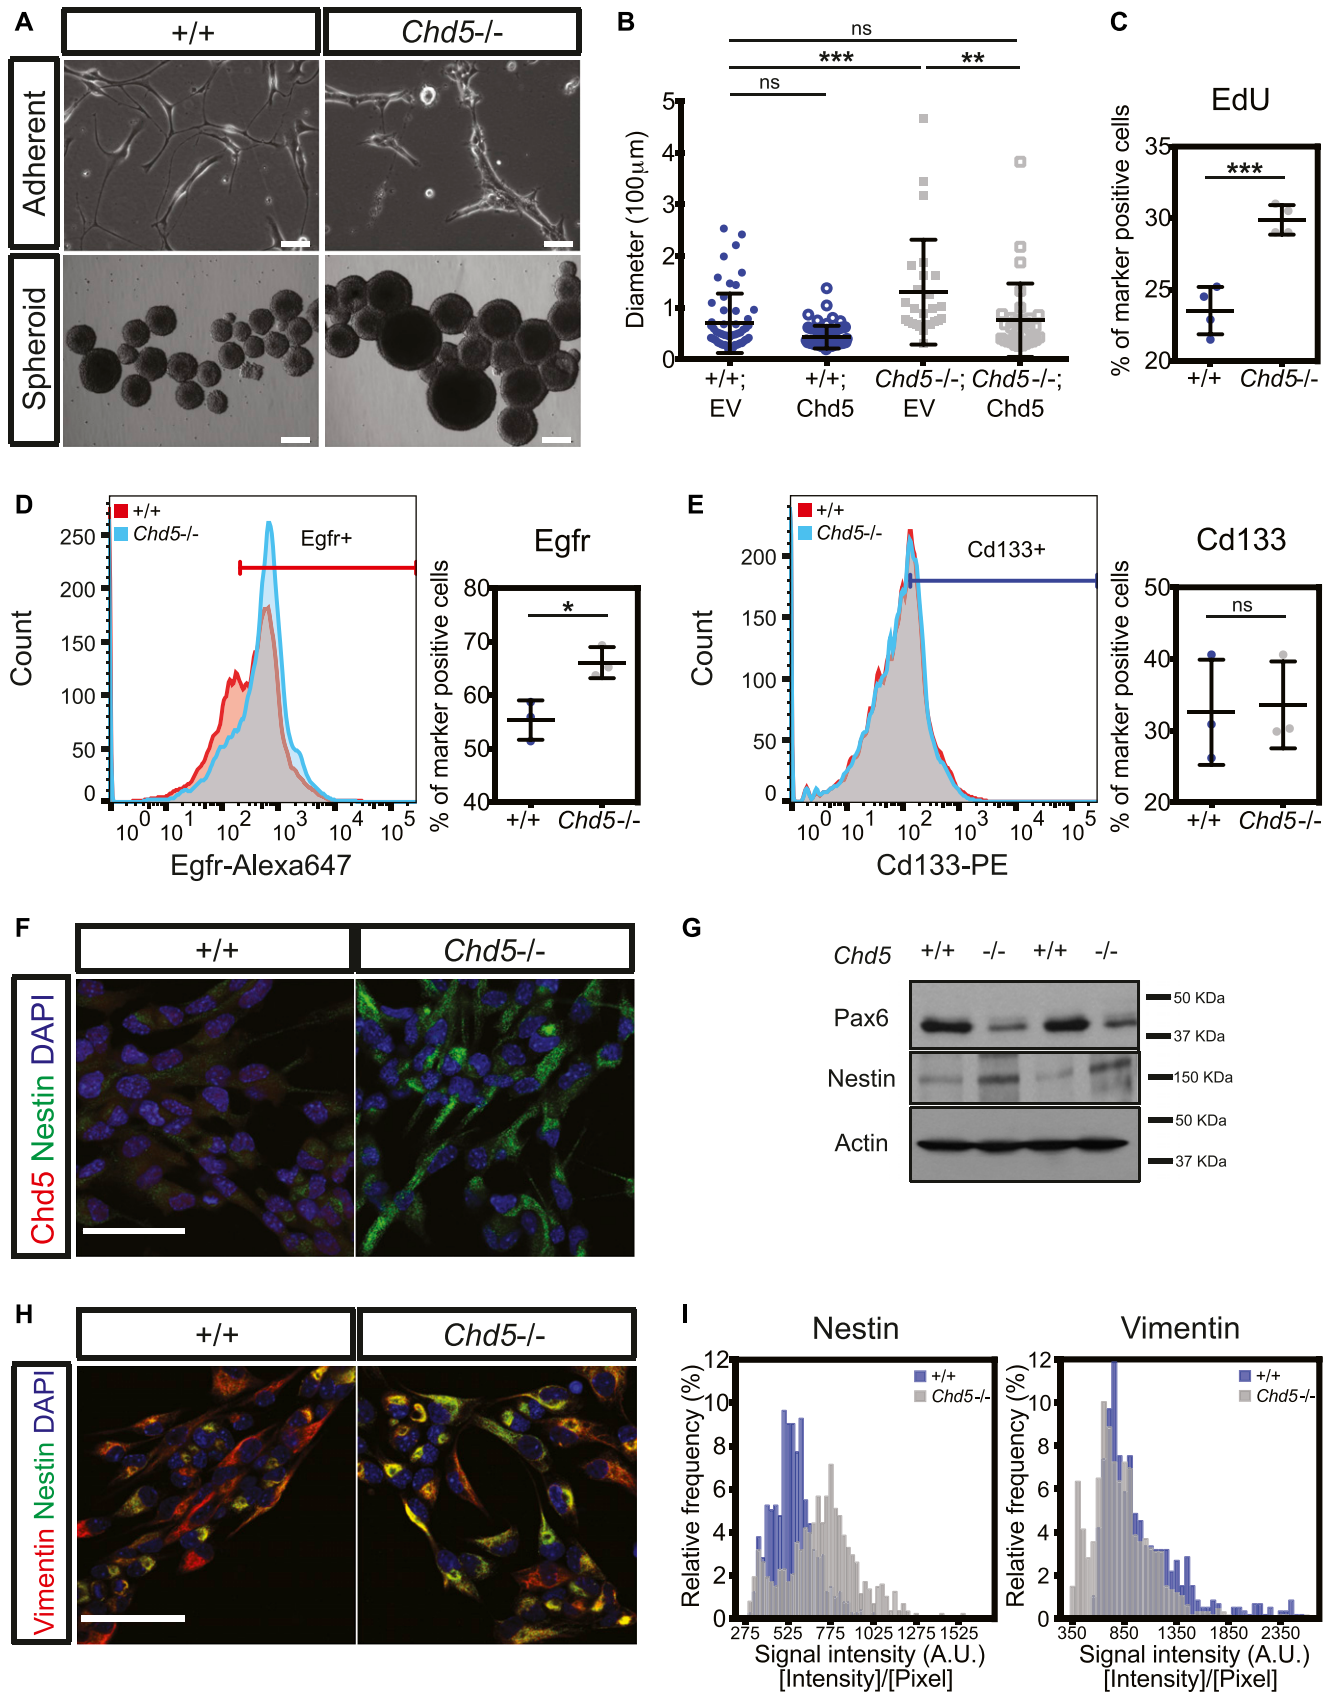 A
+/+
Chd5-/-
Adherent
Spheroid
B
ns
***
**
ns
Diameter (100µm)
5
4
3
2
1
0
+/+; EV
+/+; Chd5
Chd5-/-; EV
Chd5-/-; Chd5
C
EdU
% of marker positive cells
35
30
25
20
***
+/+
Chd5-/-
D
+/+
Chd5-/-
Egfr+
Count
250
200
150
100
50
0
10^0 10^1 10^2 10^3 10^4 10^5
Egfr-Alexa647
Egfr
% of marker positive cells
80
70
60
50
40
*
+/+
Chd5-/-
E
+/+
Chd5-/-
Cd133+
Count
200
150
100
50
0
10^0 10^1 10^2 10^3 10^4 10^5
Cd133-PE
Cd133
% of marker positive cells
50
40
30
20
ns
+/+
Chd5-/-
F
+/+
Chd5-/-
Chd5 Nestin DAPI
G
Chd5 +/+ -/- +/+ -/-
Pax6
50 KDa
37 KDa
Nestin
150 KDa
Actin
50 KDa
37 KDa
H
+/+
Chd5-/-
Vimentin Nestin DAPI
I
Nestin
+/+
Chd5-/-
Relative frequency (%)
12
10
8
6
4
2
0
275 525 775 1025 1275 1525
Signal intensity (A.U.)
[Intensity]/[Pixel]
Vimentin
+/+
Chd5-/-
Relative frequency (%)
12
10
8
6
4
2
0
350 850 1350 1850 2350
Signal intensity (A.U.)
[Intensity]/[Pixel]